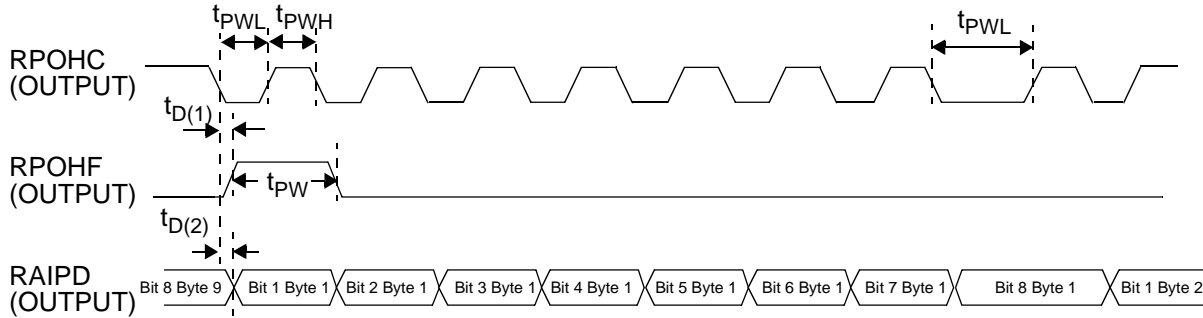 tPWL tPWH tPWL
RPOHC
(OUTPUT)
tD(1)
RPOHF
(OUTPUT)
tPW
tD(2)
RAIPD
(OUTPUT)
Bit 8 Byte 9 Bit 1 Byte 1 Bit 2 Byte 1 Bit 3 Byte 1 Bit 4 Byte 1 Bit 5 Byte 1 Bit 6 Byte 1 Bit 7 Byte 1 Bit 8 Byte 1 Bit 1 Byte 2